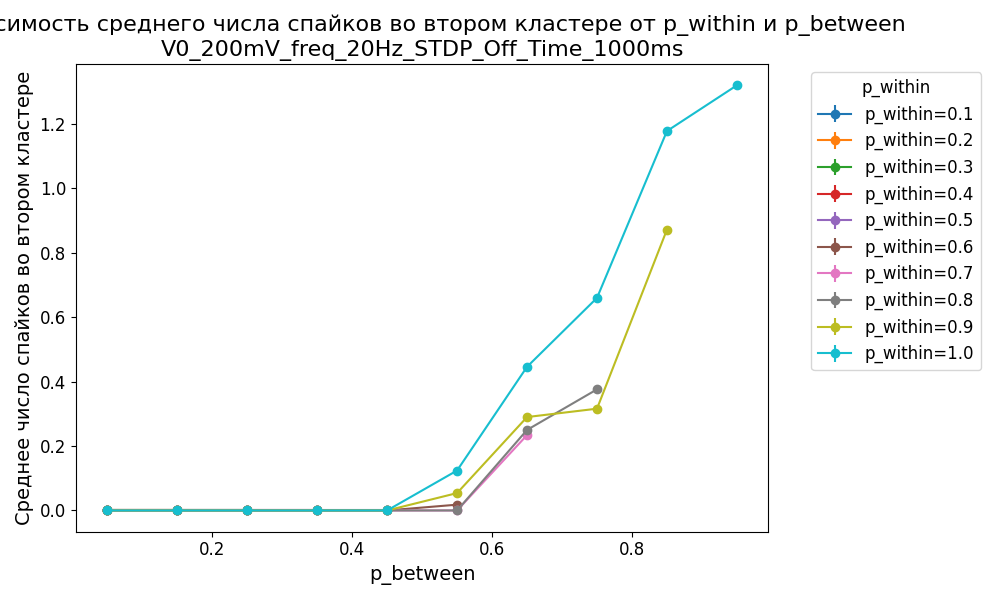 симость среднего числа спайков во втором кластере от p_within и p_between
V0_200mV_freq_20Hz_STDP_Off_Time_1000ms
Среднее число спайков во втором кластере
1.2
1.0
0.8
0.6
0.4
0.2
0.0
0.2
0.4
0.6
0.8
p_between
p_within
p_within=0.1
p_within=0.2
p_within=0.3
p_within=0.4
p_within=0.5
p_within=0.6
p_within=0.7
p_within=0.8
p_within=0.9
p_within=1.0